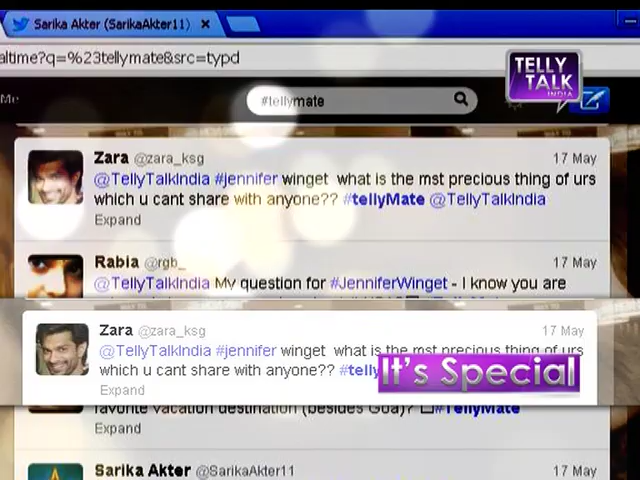 Sarika Akter (SarikaAkter11) ×
altime?q=%23tellymate&src=typd
TELLY
TALK
INDIA
Me
#tellymate
Zara @zara_ksg 17 May
@TellyTalkIndia #jennifer winget what is the mst precious thing of urs
which u cant share with anyone?? #tellyMate @TellyTalkIndia
Expand
Rabia @rgb_ 17 May
@TellyTalkIndia My question for #JenniferWinget - I know you are
Zara @zara_ksg 17 May
@TellyTalkIndia #jennifer winget what is the mst precious thing of urs
which u cant share with anyone?? #telly
It's Special
Expand
favorite vacation destination (besides Goa)? #TellyMate
Expand
Sarika Akter @SarikaAkter11 17 May